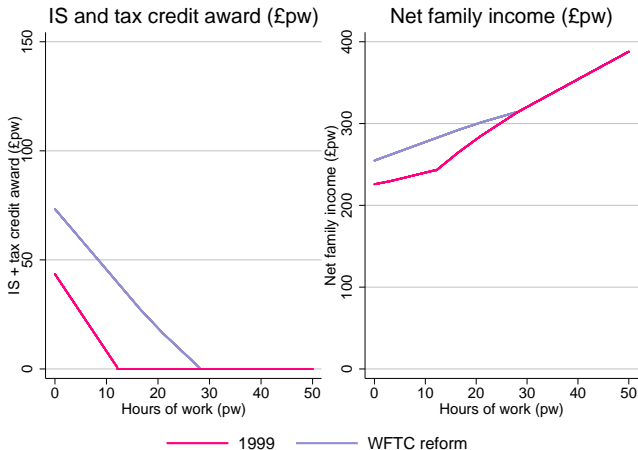 IS and tax credit award (£pw)
IS + tax credit award (£pw)
150
100
50
0
0 10 20 30 40 50
Hours of work (pw)
Net family income (£pw)
Net family income (£pw)
400
300
200
100
0
0 10 20 30 40 50
Hours of work (pw)
1999 WFTC reform